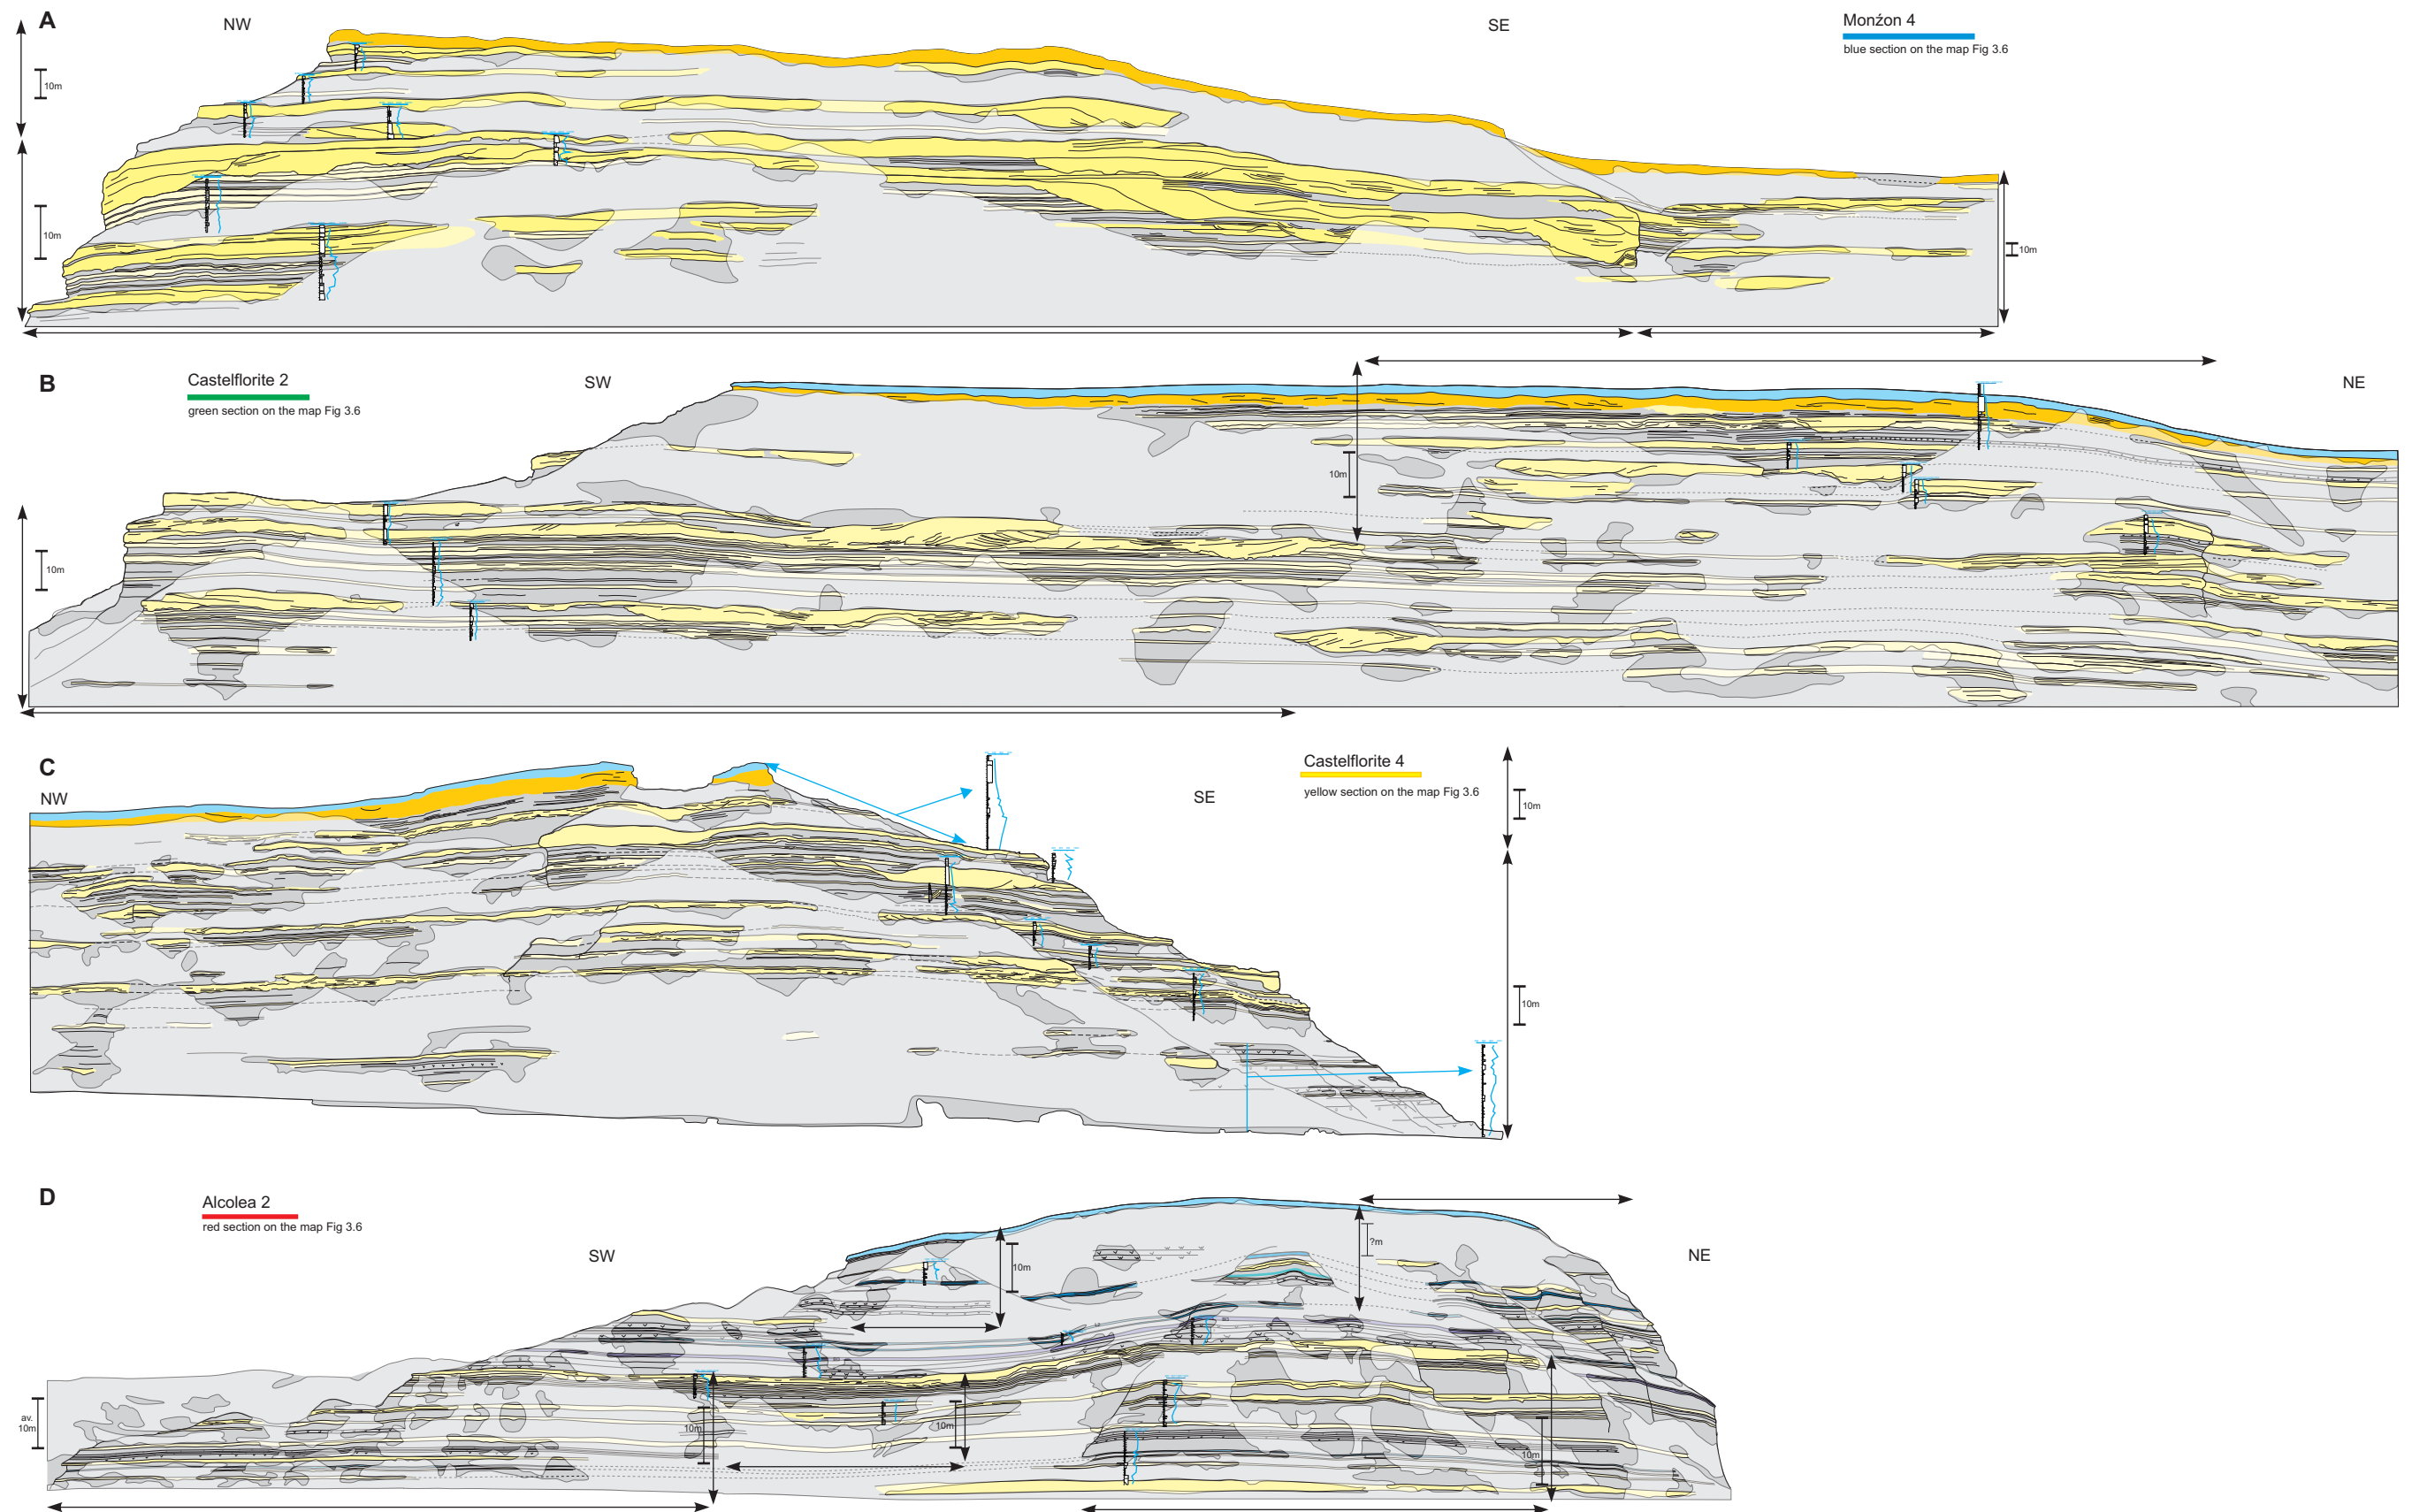 A
NW
SE
Monźon 4
blue section on the map Fig 3.6
10m
10m
10m
B
Castelflorite 2
green section on the map Fig 3.6
SW
NE
10m
10m
C
NW
SE
Castelflorite 4
yellow section on the map Fig 3.6
10m
10m
D
Alcolea 2
red section on the map Fig 3.6
SW
NE
10m
?m
av.
10m
10m
10m
10m